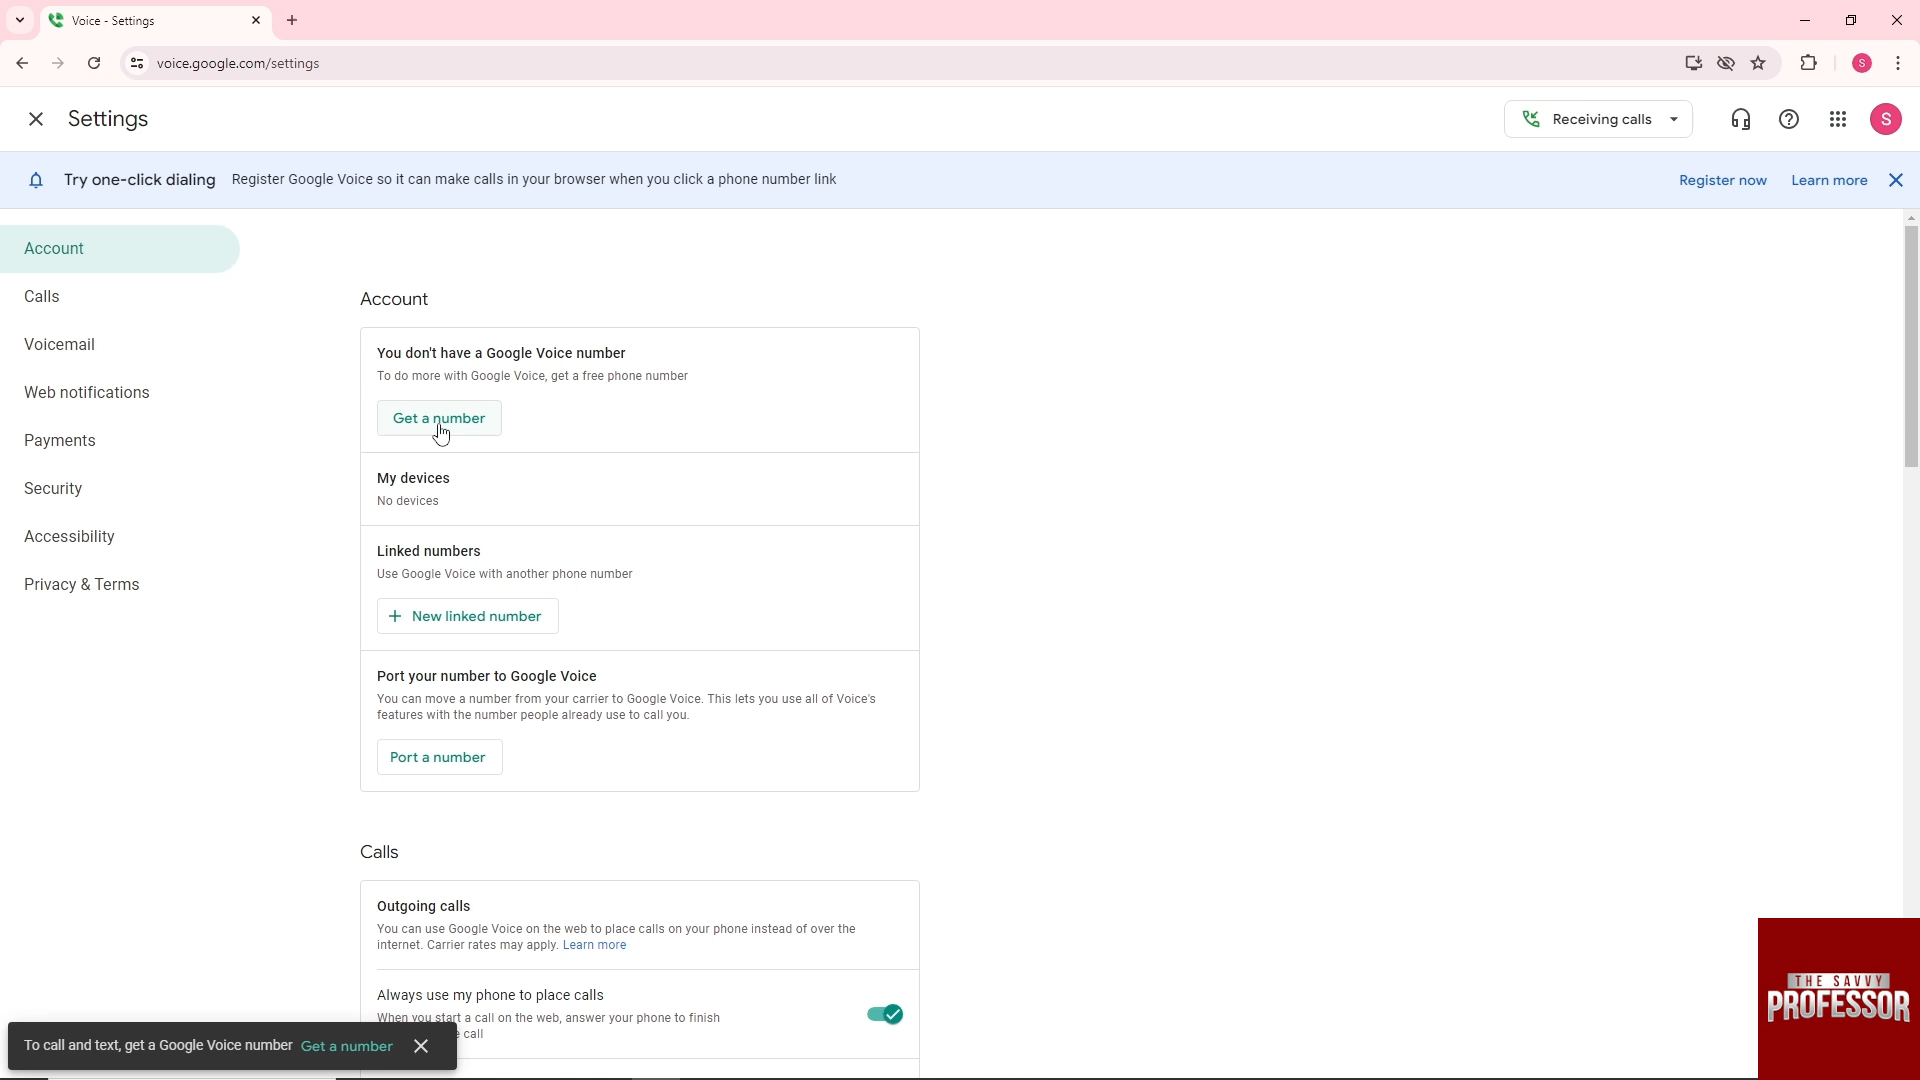 Voice - Settings
voice.google.com/settings
S
Settings
Receiving calls
S
Try one-click dialing Register Google Voice so it can make calls in your browser when you click a phone number link
Register now
Learn more
Account
Calls
Voicemail
Web notifications
Payments
Security
Accessibility
Privacy & Terms
Account
You don't have a Google Voice number
To do more with Google Voice, get a free phone number
Get a number
My devices
No devices
Linked numbers
Use Google Voice with another phone number
+ New linked number
Port your number to Google Voice
You can move a number from your carrier to Google Voice. This lets you use all of Voice's
features with the number people already use to call you.
Port a number
Calls
Outgoing calls
You can use Google Voice on the web to place calls on your phone instead of over the
internet. Carrier rates may apply. Learn more
Always use my phone to place calls
When you start a call on the web, answer your phone to finish
call
To call and text, get a Google Voice number Get a number
THE SAVVY
PROFESSOR